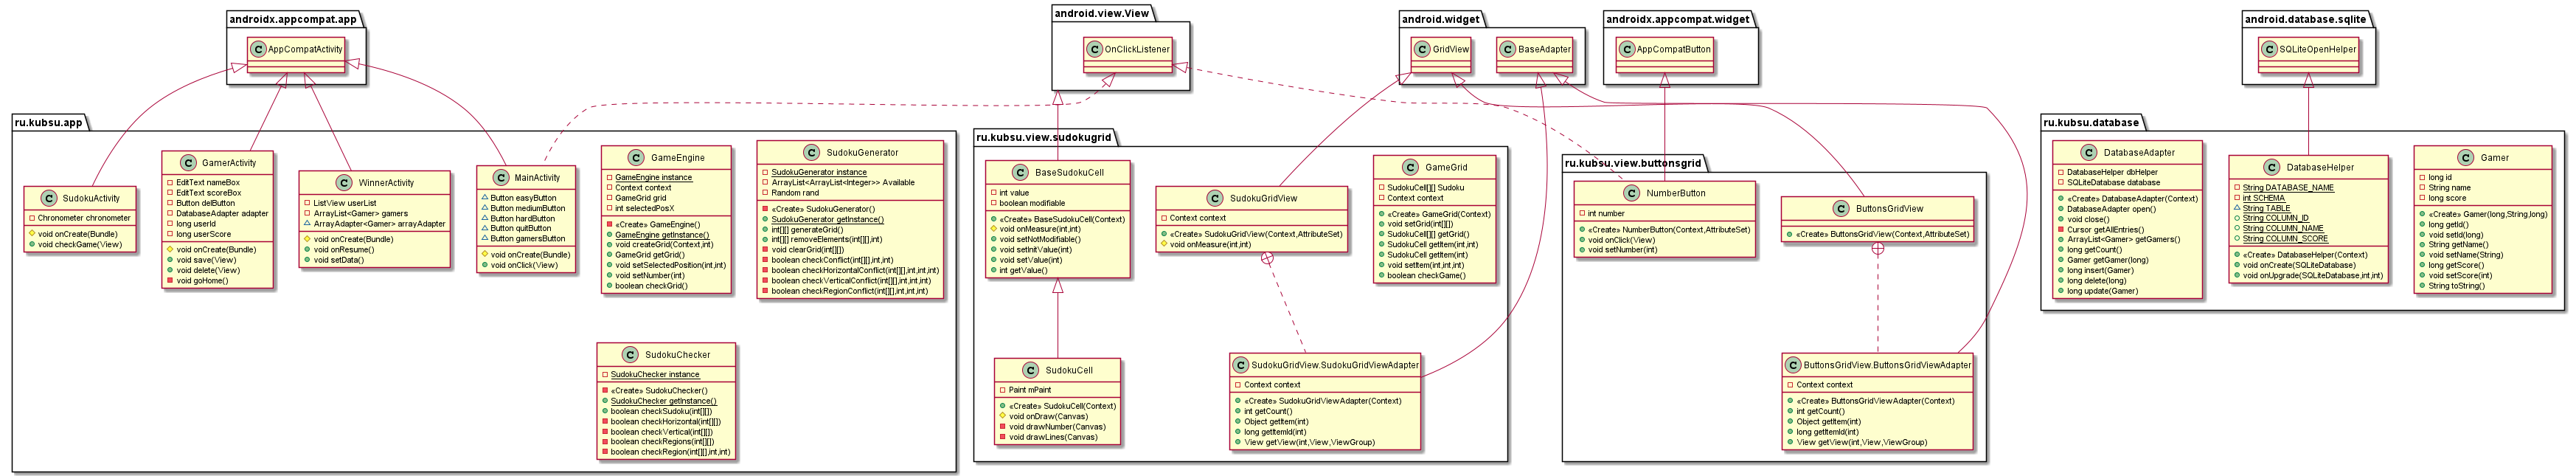 androidx.appcompat.app
C AppCompatActivity
android.view.View
C OnClickListener
android.widget
C GridView
C BaseAdapter
androidx.appcompat.widget
C AppCompatButton
android.database.sqlite
C SQLiteOpenHelper
ru.kubsu.app
C SudokuActivity
Chronometer chronometer
void onCreate(Bundle)
void checkGame(View)
C GamerActivity
EditText nameBox
EditText scoreBox
Button delButton
DatabaseAdapter adapter
long userId
long userScore
void onCreate(Bundle)
void save(View)
void delete(View)
void goHome()
C WinnerActivity
ListView userList
ArrayList<Gamer> gamers
ArrayAdapter<Gamer> arrayAdapter
void onCreate(Bundle)
void onResume()
void setData()
C MainActivity
Button easyButton
Button mediumButton
Button hardButton
Button quitButton
Button gamersButton
void onCreate(Bundle)
void onClick(View)
C GameEngine
GameEngine instance
Context context
GameGrid grid
int selectedPosX
«Create» GameEngine()
GameEngine getInstance()
void createGrid(Context,int)
GameGrid getGrid()
void setSelectedPosition(int,int)
void setNumber(int)
boolean checkGrid()
C SudokuGenerator
SudokuGenerator instance
ArrayList<ArrayList<Integer>> Available
Random rand
«Create» SudokuGenerator()
SudokuGenerator getInstance()
int[][] generateGrid()
int[][] removeElements(int[][],int)
void clearGrid(int[][])
boolean checkConflict(int[][],int,int)
boolean checkHorizontalConflict(int[][],int,int,int)
boolean checkVerticalConflict(int[][],int,int,int)
boolean checkRegionConflict(int[][],int,int,int)
C SudokuChecker
SudokuChecker instance
«Create» SudokuChecker()
SudokuChecker getInstance()
boolean checkSudoku(int[][])
boolean checkHorizontal(int[][])
boolean checkVertical(int[][])
boolean checkRegions(int[][])
boolean checkRegion(int[][],int,int)
ru.kubsu.view.sudokugrid
C BaseSudokuCell
int value
boolean modifiable
«Create» BaseSudokuCell(Context)
void onMeasure(int,int)
void setNotModifiable()
void setInitValue(int)
void setValue(int)
int getValue()
C SudokuCell
Paint mPaint
«Create» SudokuCell(Context)
void onDraw(Canvas)
void drawNumber(Canvas)
void drawLines(Canvas)
C SudokuGridView
Context context
«Create» SudokuGridView(Context,AttributeSet)
void onMeasure(int,int)
C SudokuGridView.SudokuGridViewAdapter
Context context
«Create» SudokuGridViewAdapter(Context)
int getCount()
Object getItem(int)
long getItemId(int)
View getView(int,View,ViewGroup)
C GameGrid
SudokuCell[][] Sudoku
Context context
«Create» GameGrid(Context)
void setGrid(int[][])
SudokuCell[][] getGrid()
SudokuCell getItem(int,int)
SudokuCell getItem(int)
void setItem(int,int,int)
boolean checkGame()
ru.kubsu.view.buttonsgrid
C NumberButton
int number
«Create» NumberButton(Context,AttributeSet)
void onClick(View)
void setNumber(int)
C ButtonsGridView
«Create» ButtonsGridView(Context,AttributeSet)
C ButtonsGridView.ButtonsGridViewAdapter
Context context
«Create» ButtonsGridViewAdapter(Context)
int getCount()
Object getItem(int)
long getItemId(int)
View getView(int,View,ViewGroup)
ru.kubsu.database
C DatabaseAdapter
DatabaseHelper dbHelper
SQLiteDatabase database
«Create» DatabaseAdapter(Context)
DatabaseAdapter open()
void close()
Cursor getAllEntries()
ArrayList<Gamer> getGamers()
long getCount()
Gamer getGamer(long)
long insert(Gamer)
long delete(long)
long update(Gamer)
C DatabaseHelper
String DATABASE_NAME
int SCHEMA
String TABLE
String COLUMN_ID
String COLUMN_NAME
String COLUMN_SCORE
«Create» DatabaseHelper(Context)
void onCreate(SQLiteDatabase)
void onUpgrade(SQLiteDatabase,int,int)
C Gamer
long id
String name
long score
«Create» Gamer(long,String,long)
long getId()
void setId(long)
String getName()
void setName(String)
long getScore()
void setScore(int)
String toString()